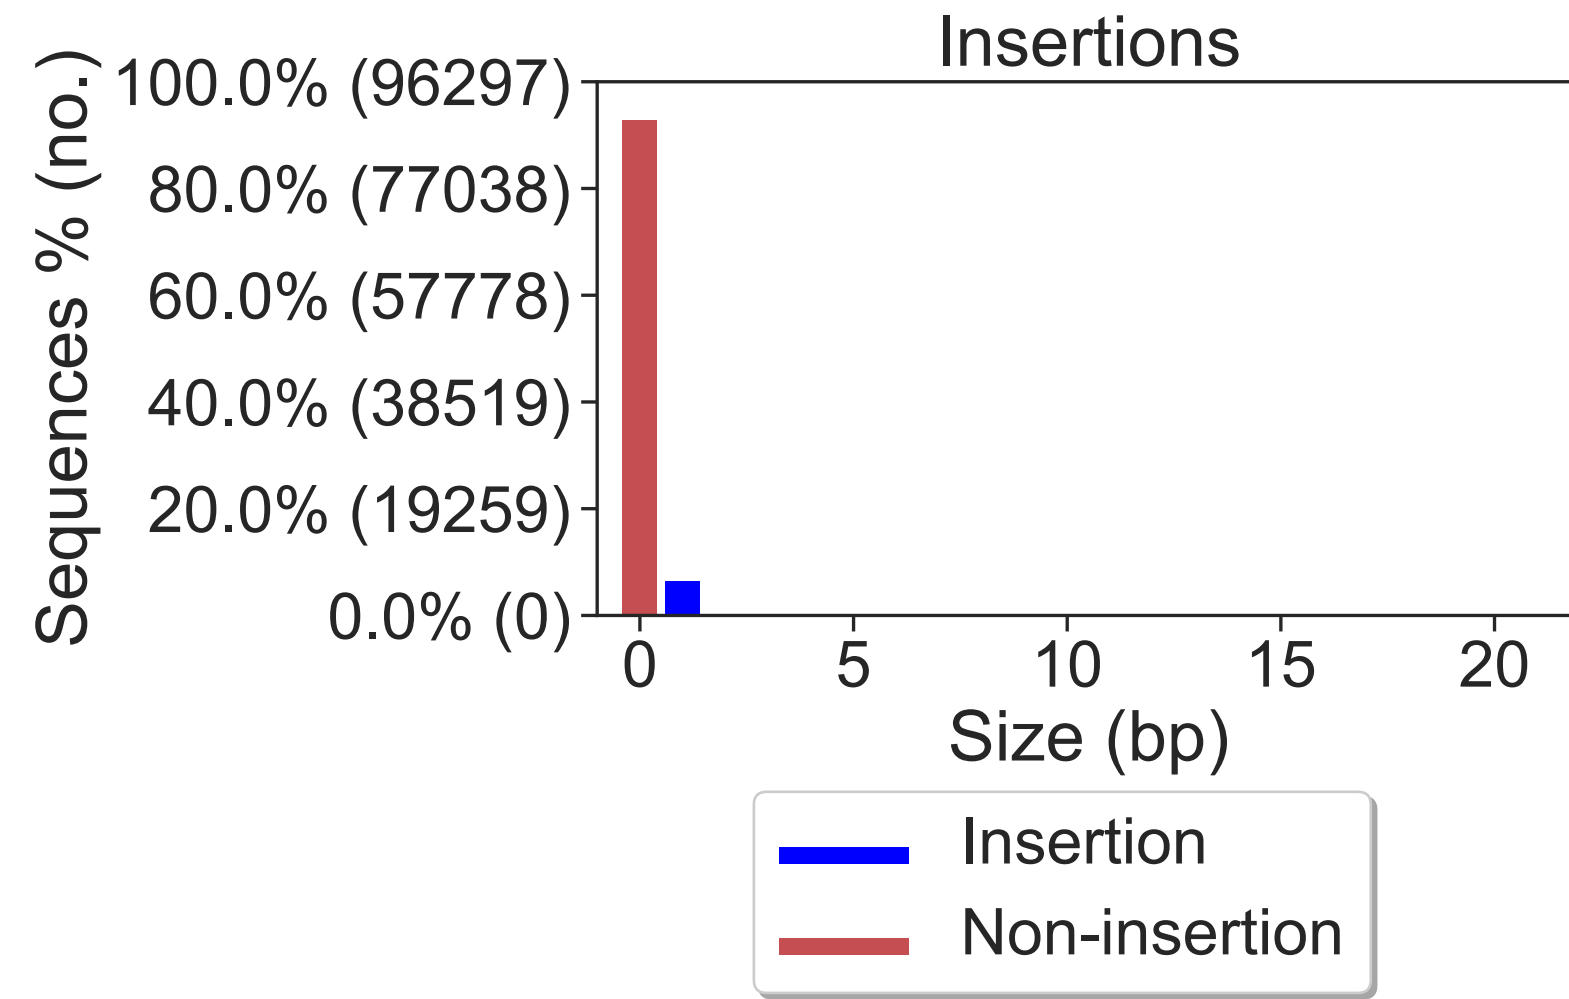 Insertions
Sequences % (no.)
100.0% (96297)
80.0% (77038)
60.0% (57778)
40.0% (38519)
20.0% (19259)
0.0% (0)
0 5 10 15 20
Size (bp)
Insertion
Non-insertion